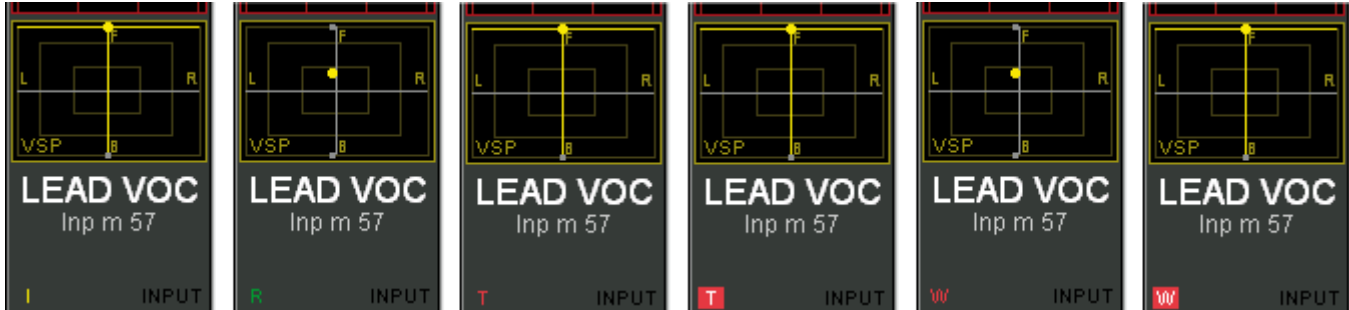 F
L R
VSP B
LEAD VOC
Inp m 57
I INPUT
F
L R
VSP B
LEAD VOC
Inp m 57
R INPUT
F
L R
VSP B
LEAD VOC
Inp m 57
T INPUT
F
L R
VSP B
LEAD VOC
Inp m 57
T INPUT
F
L R
VSP B
LEAD VOC
Inp m 57
W INPUT
F
L R
VSP B
LEAD VOC
Inp m 57
W INPUT